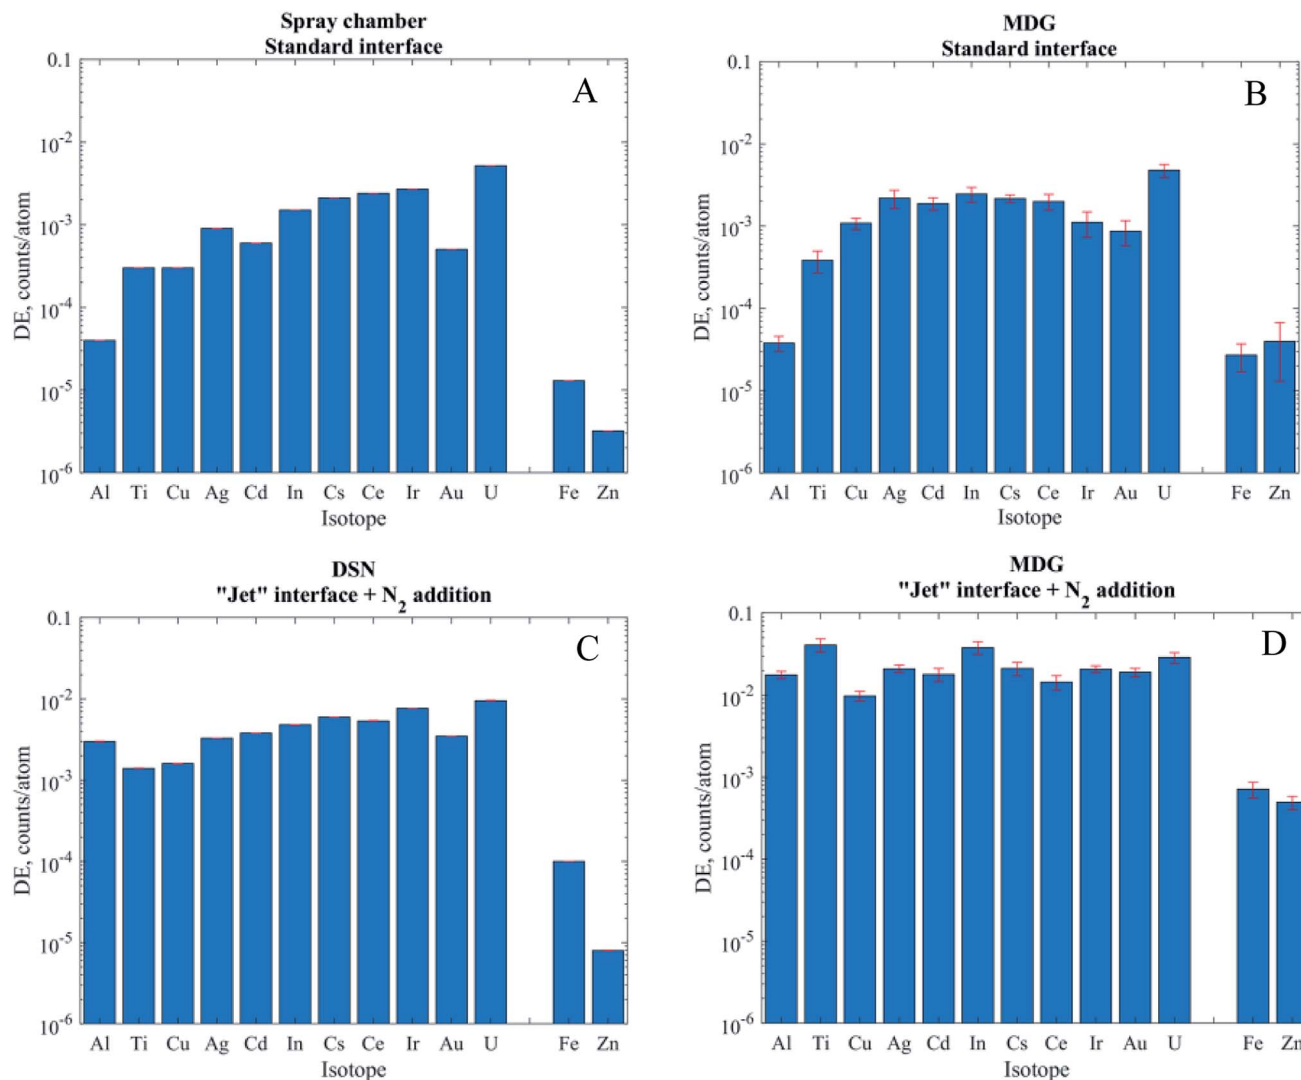 Spray chamber
Standard interface
A
DE, counts/atom
0.1
10-2
10-3
10-4
10-5
10-6
Al Ti Cu Ag Cd In Cs Ce Ir Au U Fe Zn
Isotope
MDG
Standard interface
B
DE, counts/atom
0.1
10-2
10-3
10-4
10-5
10-6
Al Ti Cu Ag Cd In Cs Ce Ir Au U Fe Zn
Isotope
DSN
"Jet" interface + N2 addition
C
DE, counts/atom
0.1
10-2
10-3
10-4
10-5
10-6
Al Ti Cu Ag Cd In Cs Ce Ir Au U Fe Zn
Isotope
MDG
"Jet" interface + N2 addition
D
DE, counts/atom
0.1
10-2
10-3
10-4
10-5
10-6
Al Ti Cu Ag Cd In Cs Ce Ir Au U Fe Zn
Isotope